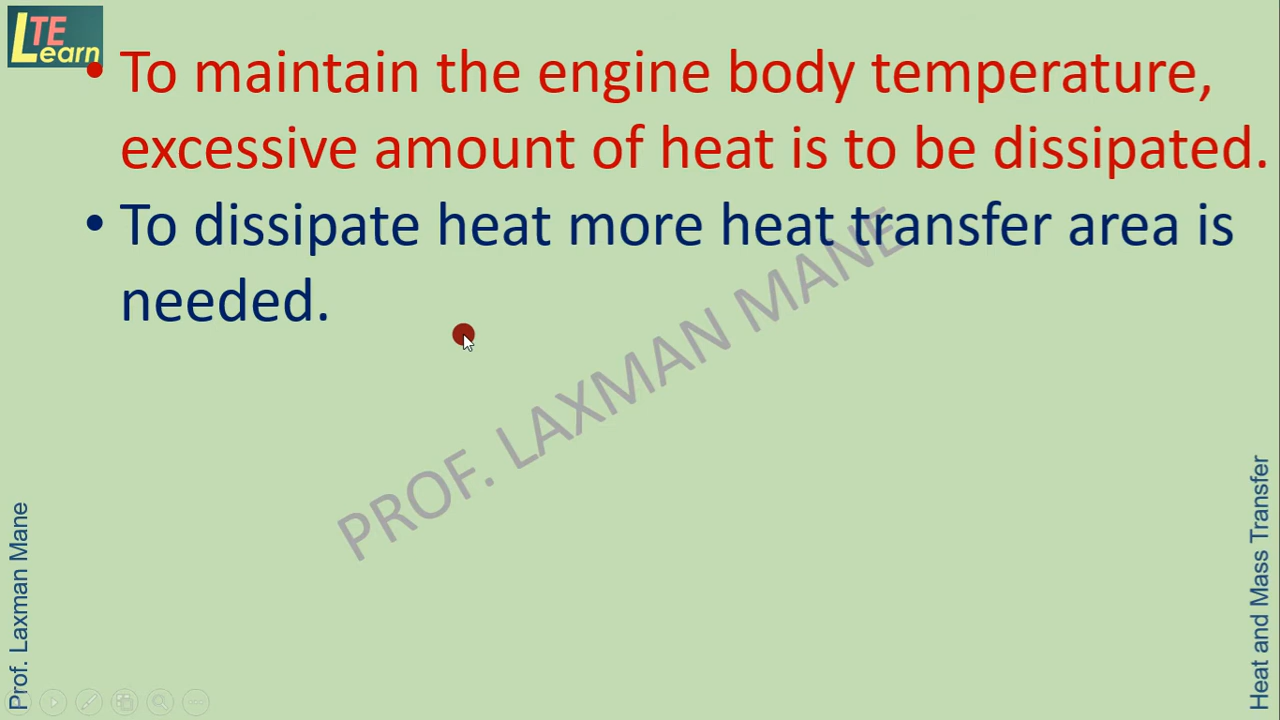 LTE
Learn
• To maintain the engine body temperature,
excessive amount of heat is to be dissipated.
• To dissipate heat more heat transfer area is
needed.
PROF. LAXMAN MANE
Prof. Laxman Mane
Heat and Mass Transfer